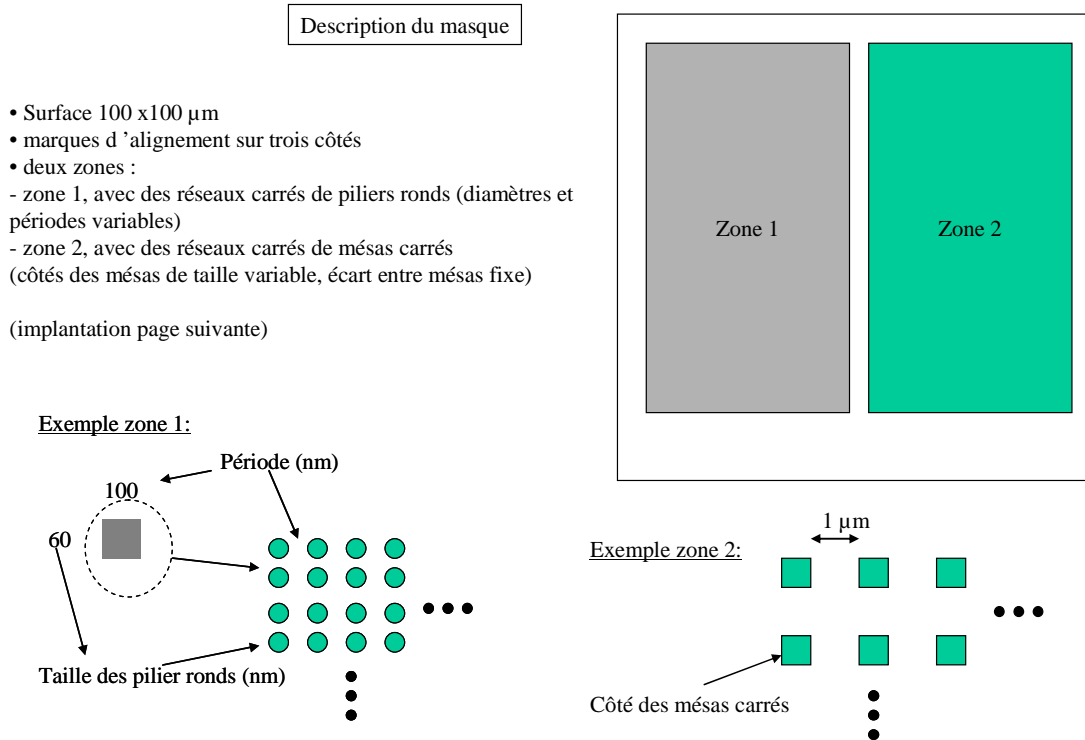 Description du masque
• Surface 100 x100 µm
• marques d ’alignement sur trois côtés
• deux zones :
- zone 1, avec des réseaux carrés de piliers ronds (diamètres et
périodes variables)
- zone 2, avec des réseaux carrés de mésas carrés
(côtés des mésas de taille variable, écart entre mésas fixe)
(implantation page suivante)
Zone 1
Zone 2
Exemple zone 1:
Période (nm)
100
60
Taille des pilier ronds (nm)
1 µm
Exemple zone 2:
Côté des mésas carrés